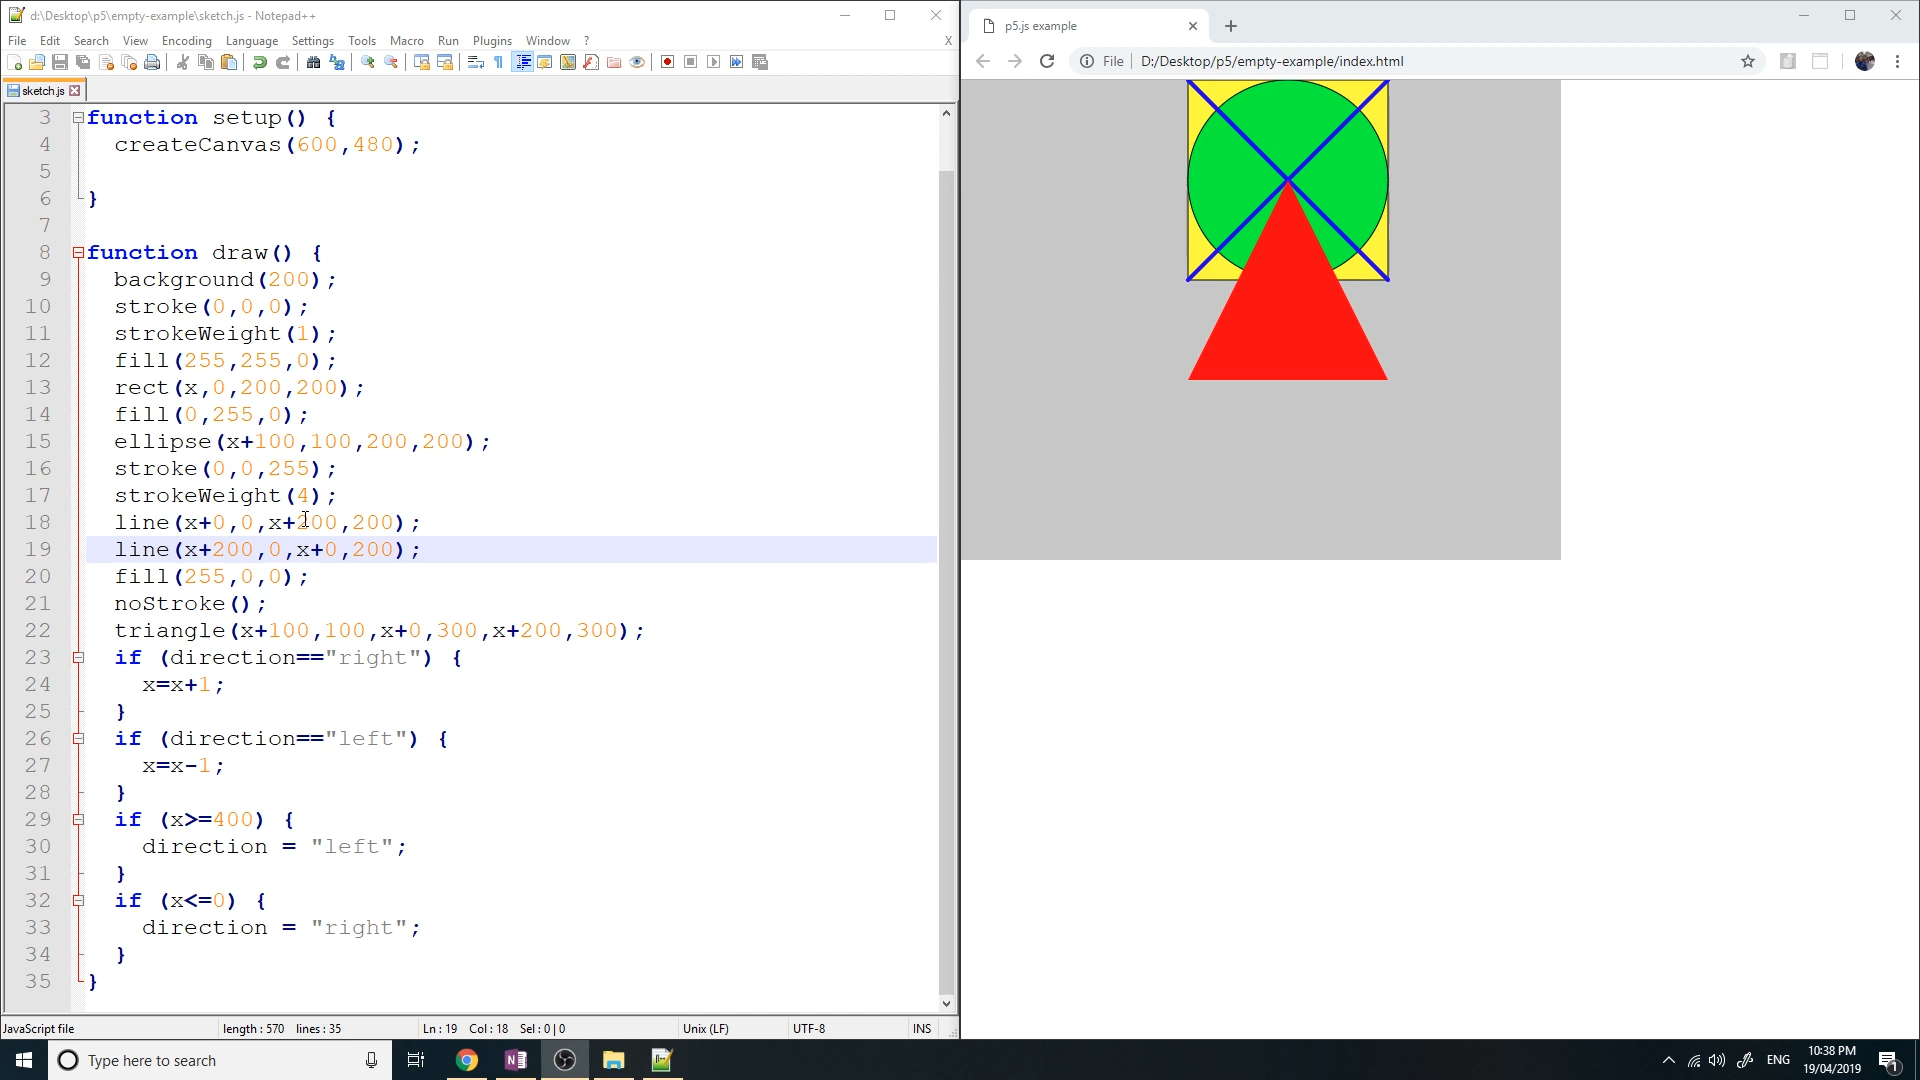 d:\Desktop\p5\empty-example\sketch.js - Notepad++
File Edit Search View Encoding Language Settings Tools Macro Run Plugins Window ? X
sketch.js
3 function setup() {
4 createCanvas(600,480);
5
6 }
7
8 function draw() {
9 background(200);
10 stroke(0,0,0);
11 strokeWeight(1);
12 fill(255,255,0);
13 rect(x,0,200,200);
14 fill(0,255,0);
15 ellipse(x+100,100,200,200);
16 stroke(0,0,255);
17 strokeWeight(4);
18 line(x+0,0,x+200,200);
19 line(x+200,0,x+0,200);
20 fill(255,0,0);
21 noStroke();
22 triangle(x+100,100,x+0,300,x+200,300);
23 if (direction=="right") {
24 x=x+1;
25 }
26 if (direction=="left") {
27 x=x-1;
28 }
29 if (x>=400) {
30 direction = "left";
31 }
32 if (x<=0) {
33 direction = "right";
34 }
35 }
JavaScript file length : 570 lines : 35 Ln : 19 Col : 18 Sel : 0 | 0 Unix (LF) UTF-8 INS
p5.js example
File D:/Desktop/p5/empty-example/index.html
Type here to search
ENG
10:38 PM
19/04/2019
1